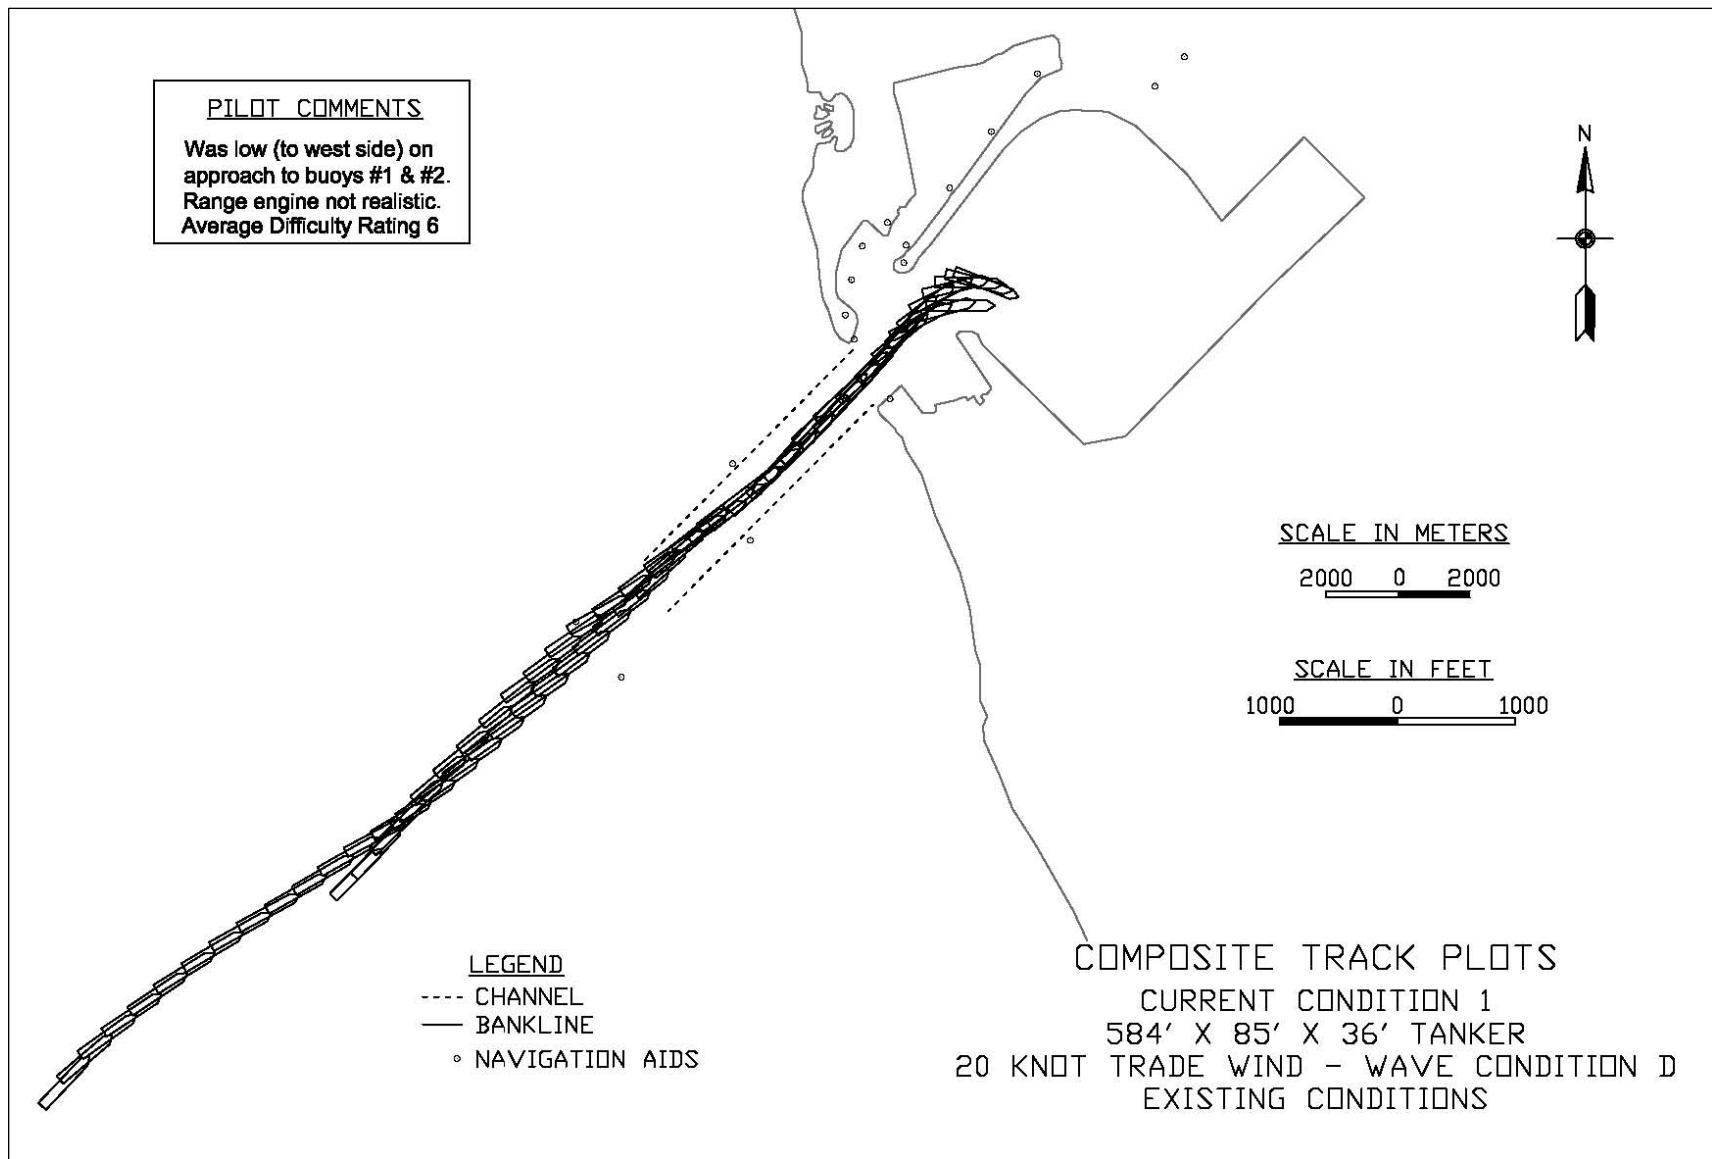 PILOT COMMENTS
Was low (to west side) on
approach to buoys #1 & #2.
Range engine not realistic.
Average Difficulty Rating 6
N
SCALE IN METERS
2000 0 2000
SCALE IN FEET
1000 0 1000
LEGEND
CHANNEL
BANKLINE
NAVIGATION AIDS
COMPOSITE TRACK PLOTS
CURRENT CONDITION 1
584' X 85' X 36' TANKER
20 KNOT TRADE WIND - WAVE CONDITION D
EXISTING CONDITIONS